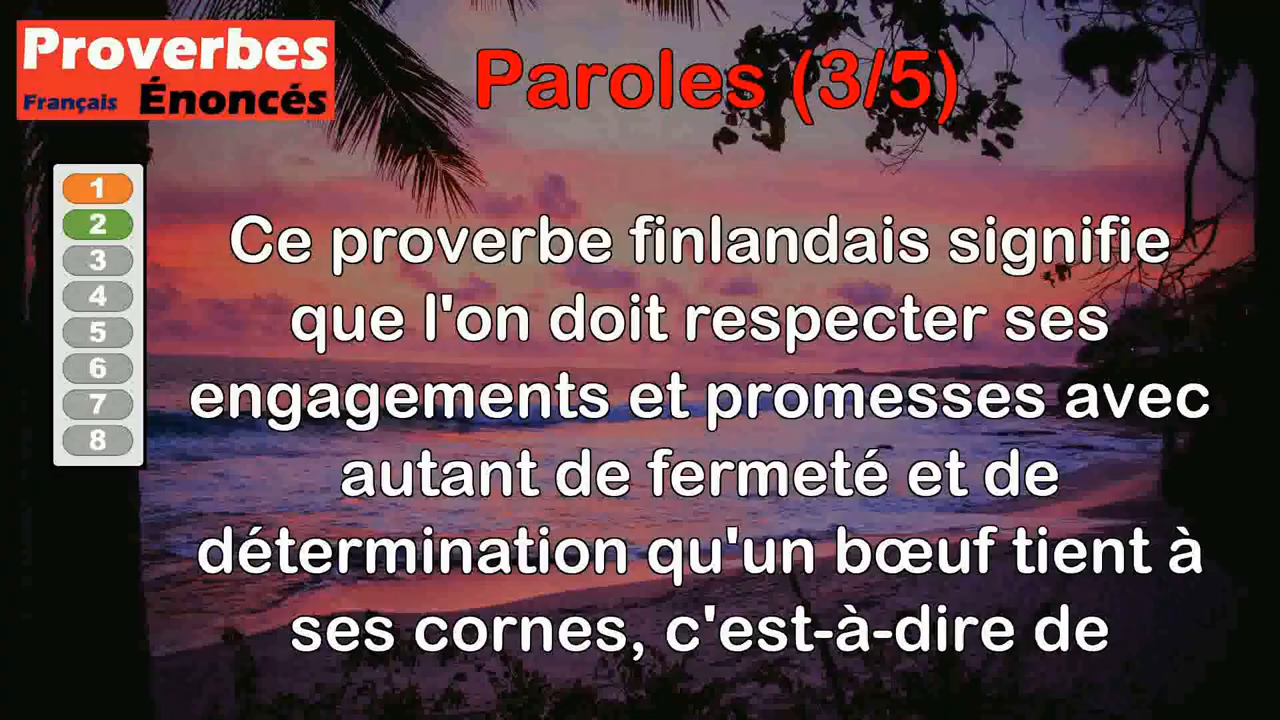 Proverbes
Français Énoncés
Paroles (3/5)
1
2
3
4
5
6
7
8
Ce proverbe finlandais signifie
que l'on doit respecter ses
engagements et promesses avec
autant de fermeté et de
détermination qu'un bœuf tient à
ses cornes, c'est-à-dire de